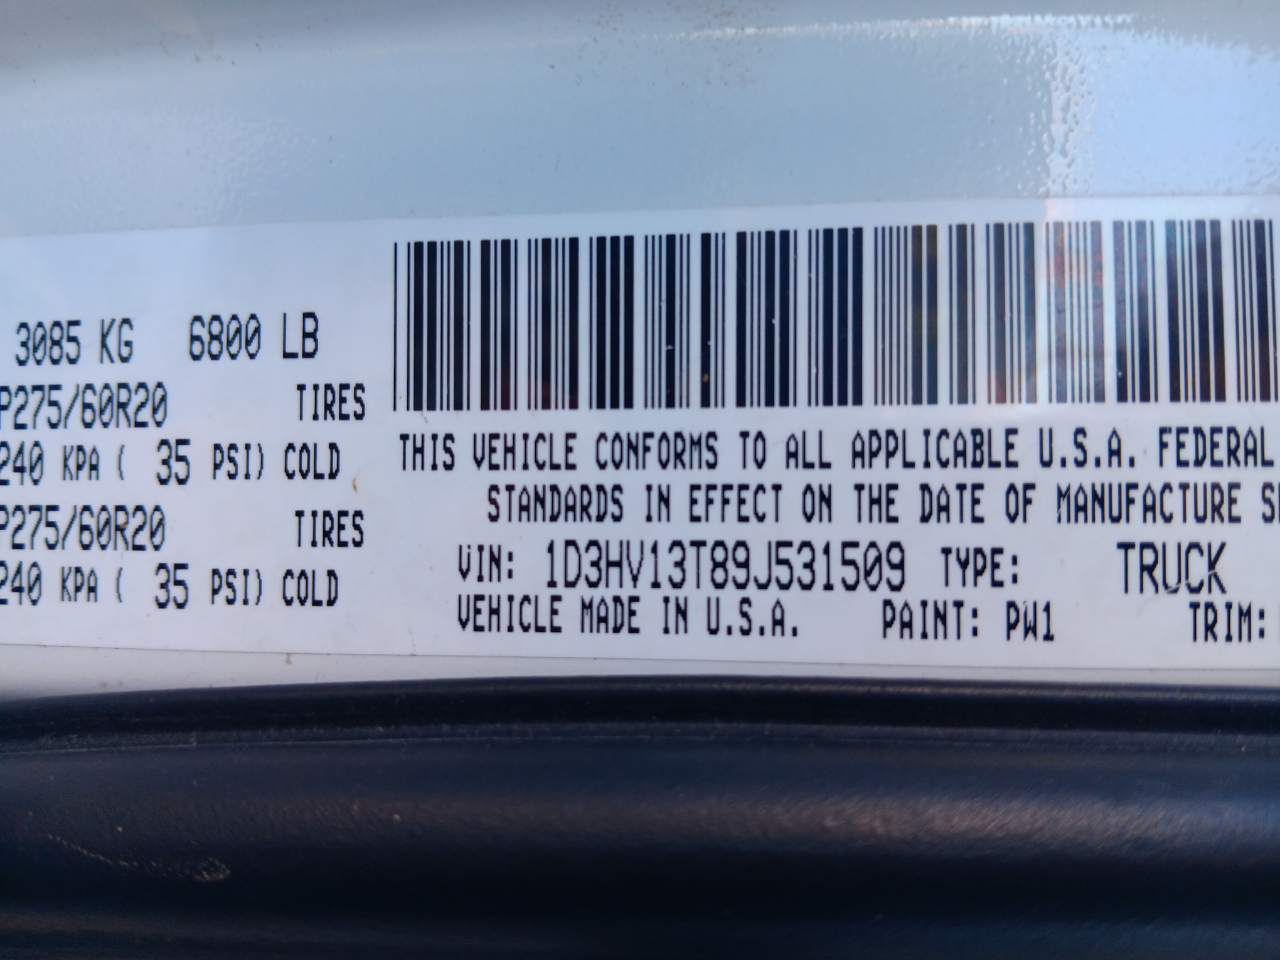 3085 KG 6800 LB
P275/60R20 TIRES
240 KPA ( 35 PSI) COLD
P275/60R20 TIRES
240 KPA ( 35 PSI) COLD
THIS VEHICLE CONFORMS TO ALL APPLICABLE U.S.A. FEDERAL
STANDARDS IN EFFECT ON THE DATE OF MANUFACTURE
VIN: 1D3HV13T89J531509 TYPE: TRUCK
VEHICLE MADE IN U.S.A. PAINT: PW1 TRIM: